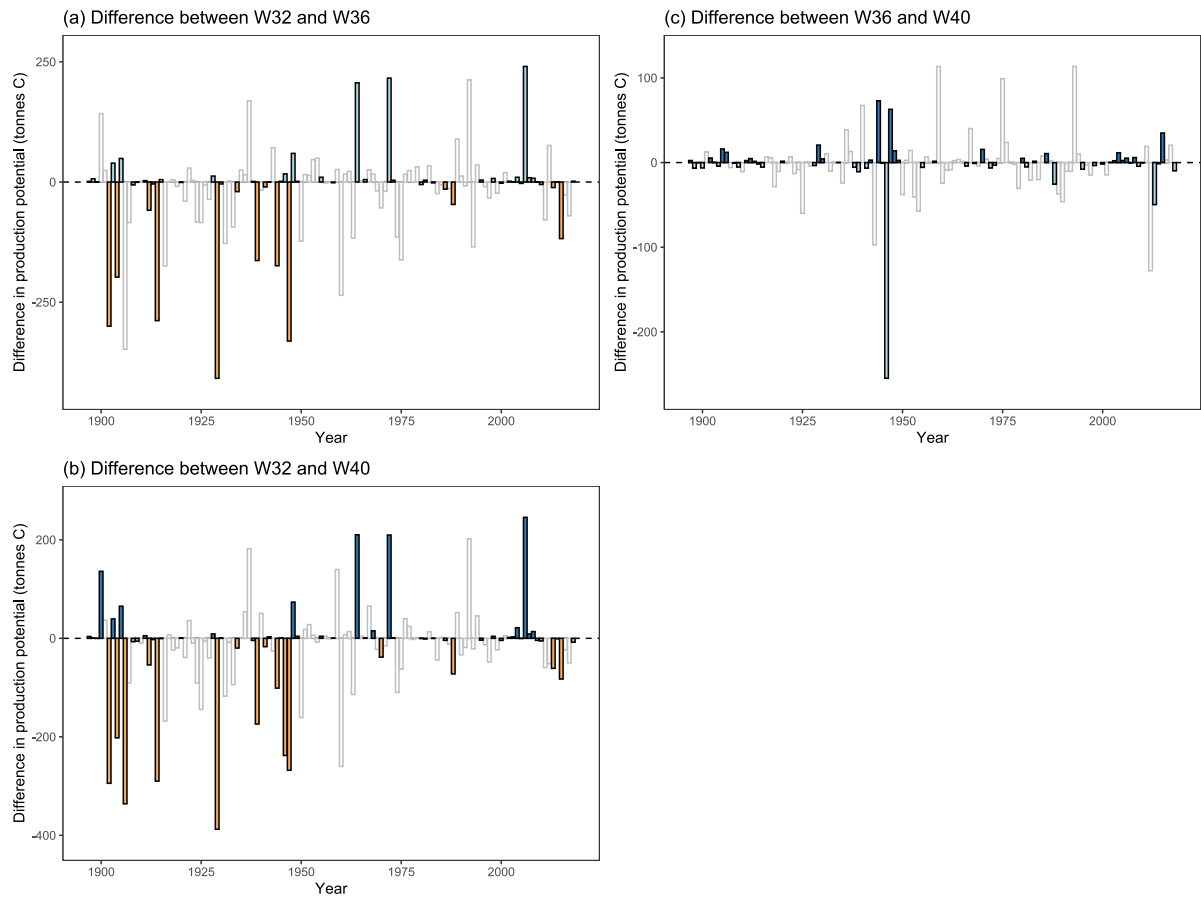 (a) Difference between W32 and W36
Difference in production potential (tonnes C)
250
0
-250
1900
1925
1950
1975
2000
Year
(c) Difference between W36 and W40
Difference in production potential (tonnes C)
100
0
-100
-200
1900
1925
1950
1975
2000
Year
(b) Difference between W32 and W40
Difference in production potential (tonnes C)
200
0
-200
-400
1900
1925
1950
1975
2000
Year